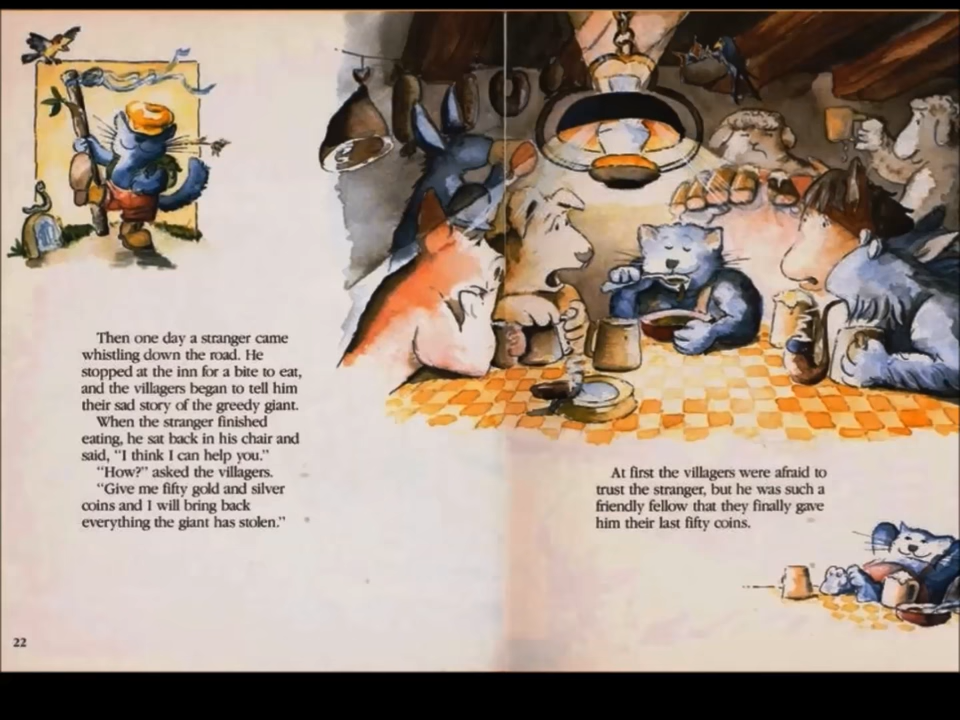 Then one day a stranger came
whistling down the road. He
stopped at the inn for a bite to eat,
and the villagers began to tell him
their sad story of the greedy giant.
When the stranger finished
eating, he sat back in his chair and
said, “I think I can help you.”
“How?” asked the villagers.
“Give me fifty gold and silver
coins and I will bring back
everything the giant has stolen.”
22
At first the villagers were afraid to
trust the stranger, but he was such a
friendly fellow that they finally gave
him their last fifty coins.